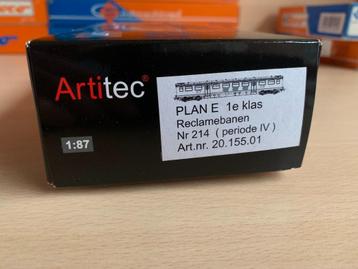 Artitec®
1:87
PLAN E 1e klas
Reclamebanen
Nr 214 ( periode IV )
Art.nr. 20.155.01